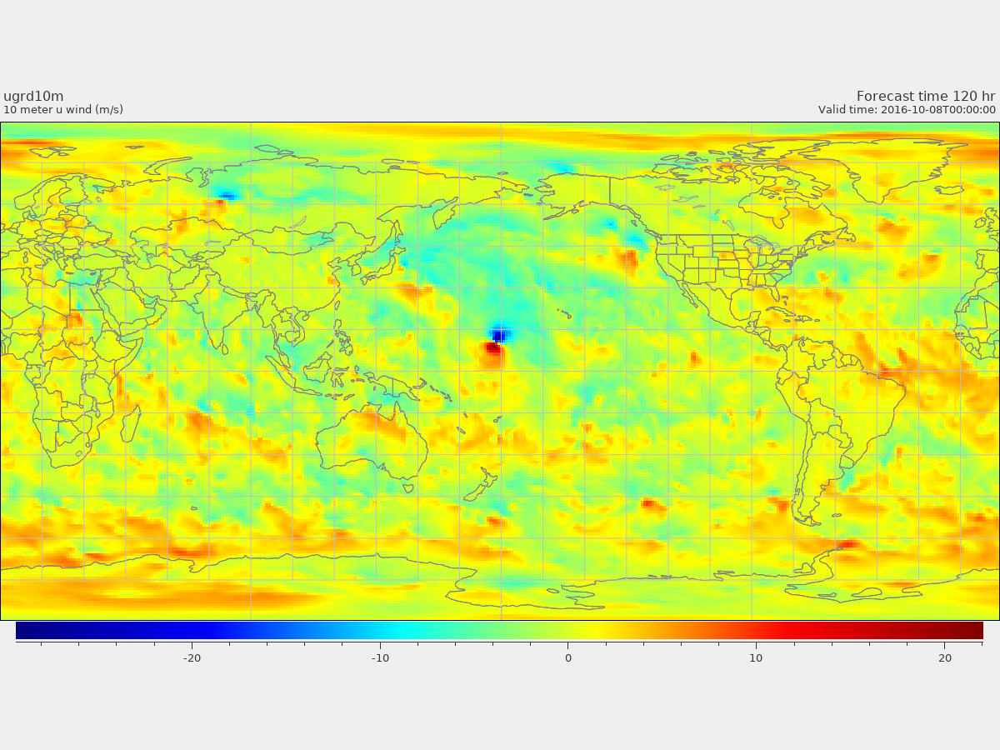 ugrd10m
10 meter u wind (m/s)
Forecast time 120 hr
Valid time: 2016-10-08T00:00:00
-20 -10 0 10 20